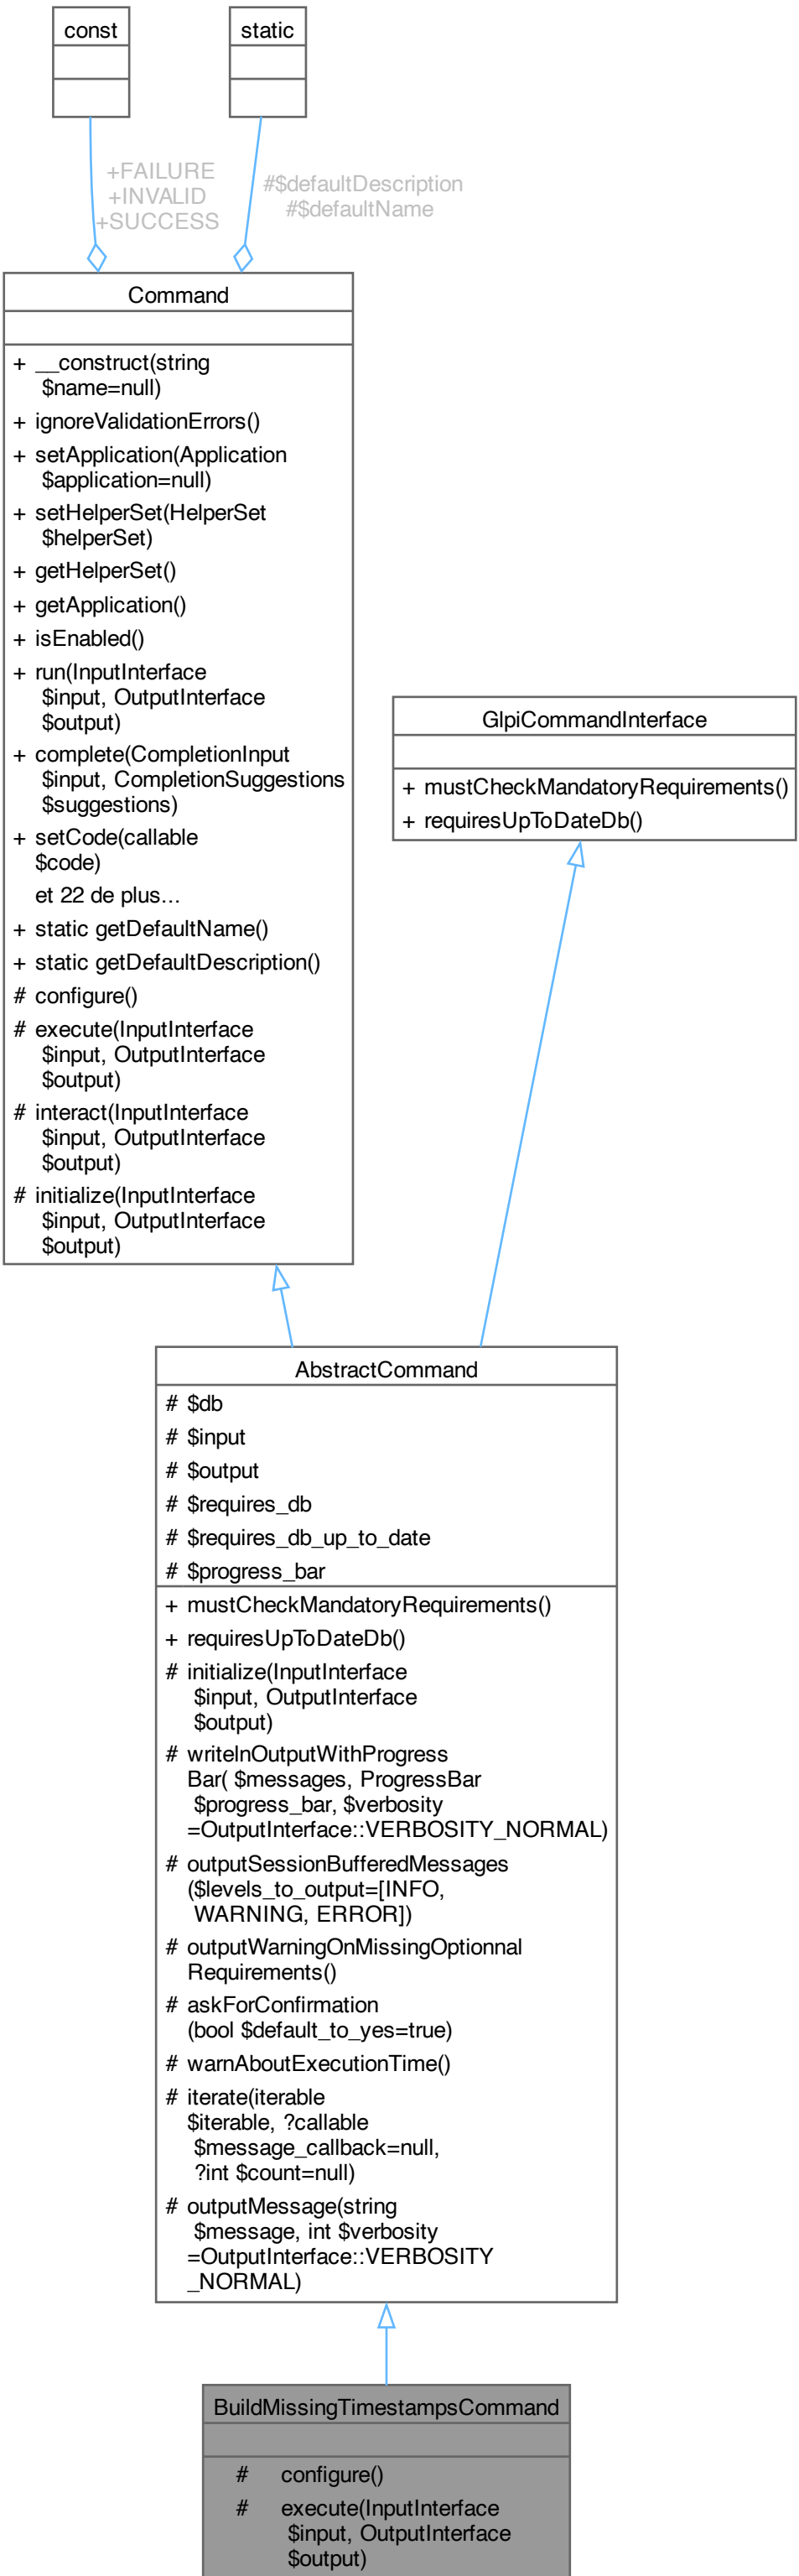 const
static
+FAILURE
+INVALID
+SUCCESS
#$defaultDescription
#$defaultName
Command
+ __construct(string
$name=null)
+ ignoreValidationErrors()
+ setApplication(Application
$application=null)
+ setHelperSet(HelperSet
$helperSet)
+ getHelperSet()
+ getApplication()
+ isEnabled()
+ run(InputInterface
$input, OutputInterface
$output)
+ complete(CompletionInput
$input, CompletionSuggestions
$suggestions)
+ setCode(callable
$code)
et 22 de plus...
+ static getDefaultName()
+ static getDefaultDescription()
# configure()
# execute(InputInterface
$input, OutputInterface
$output)
# interact(InputInterface
$input, OutputInterface
$output)
# initialize(InputInterface
$input, OutputInterface
$output)
GlpiCommandInterface
+ mustCheckMandatoryRequirements()
+ requiresUpToDateDb()
AbstractCommand
# $db
# $input
# $output
# $requires_db
# $requires_db_up_to_date
# $progress_bar
+ mustCheckMandatoryRequirements()
+ requiresUpToDateDb()
# initialize(InputInterface
$input, OutputInterface
$output)
# writelnOutputWithProgress
Bar( $messages, ProgressBar
$progress_bar, $verbosity
=OutputInterface::VERBOSITY_NORMAL)
# outputSessionBufferedMessages
($levels_to_output=[INFO,
WARNING, ERROR])
# outputWarningOnMissingOptionnal
Requirements()
# askForConfirmation
(bool $default_to_yes=true)
# warnAboutExecutionTime()
# iterate(iterable
$iterable, ?callable
$message_callback=null,
?int $count=null)
# outputMessage(string
$message, int $verbosity
=OutputInterface::VERBOSITY
_NORMAL)
BuildMissingTimestampsCommand
# configure()
# execute(InputInterface
$input, OutputInterface
$output)